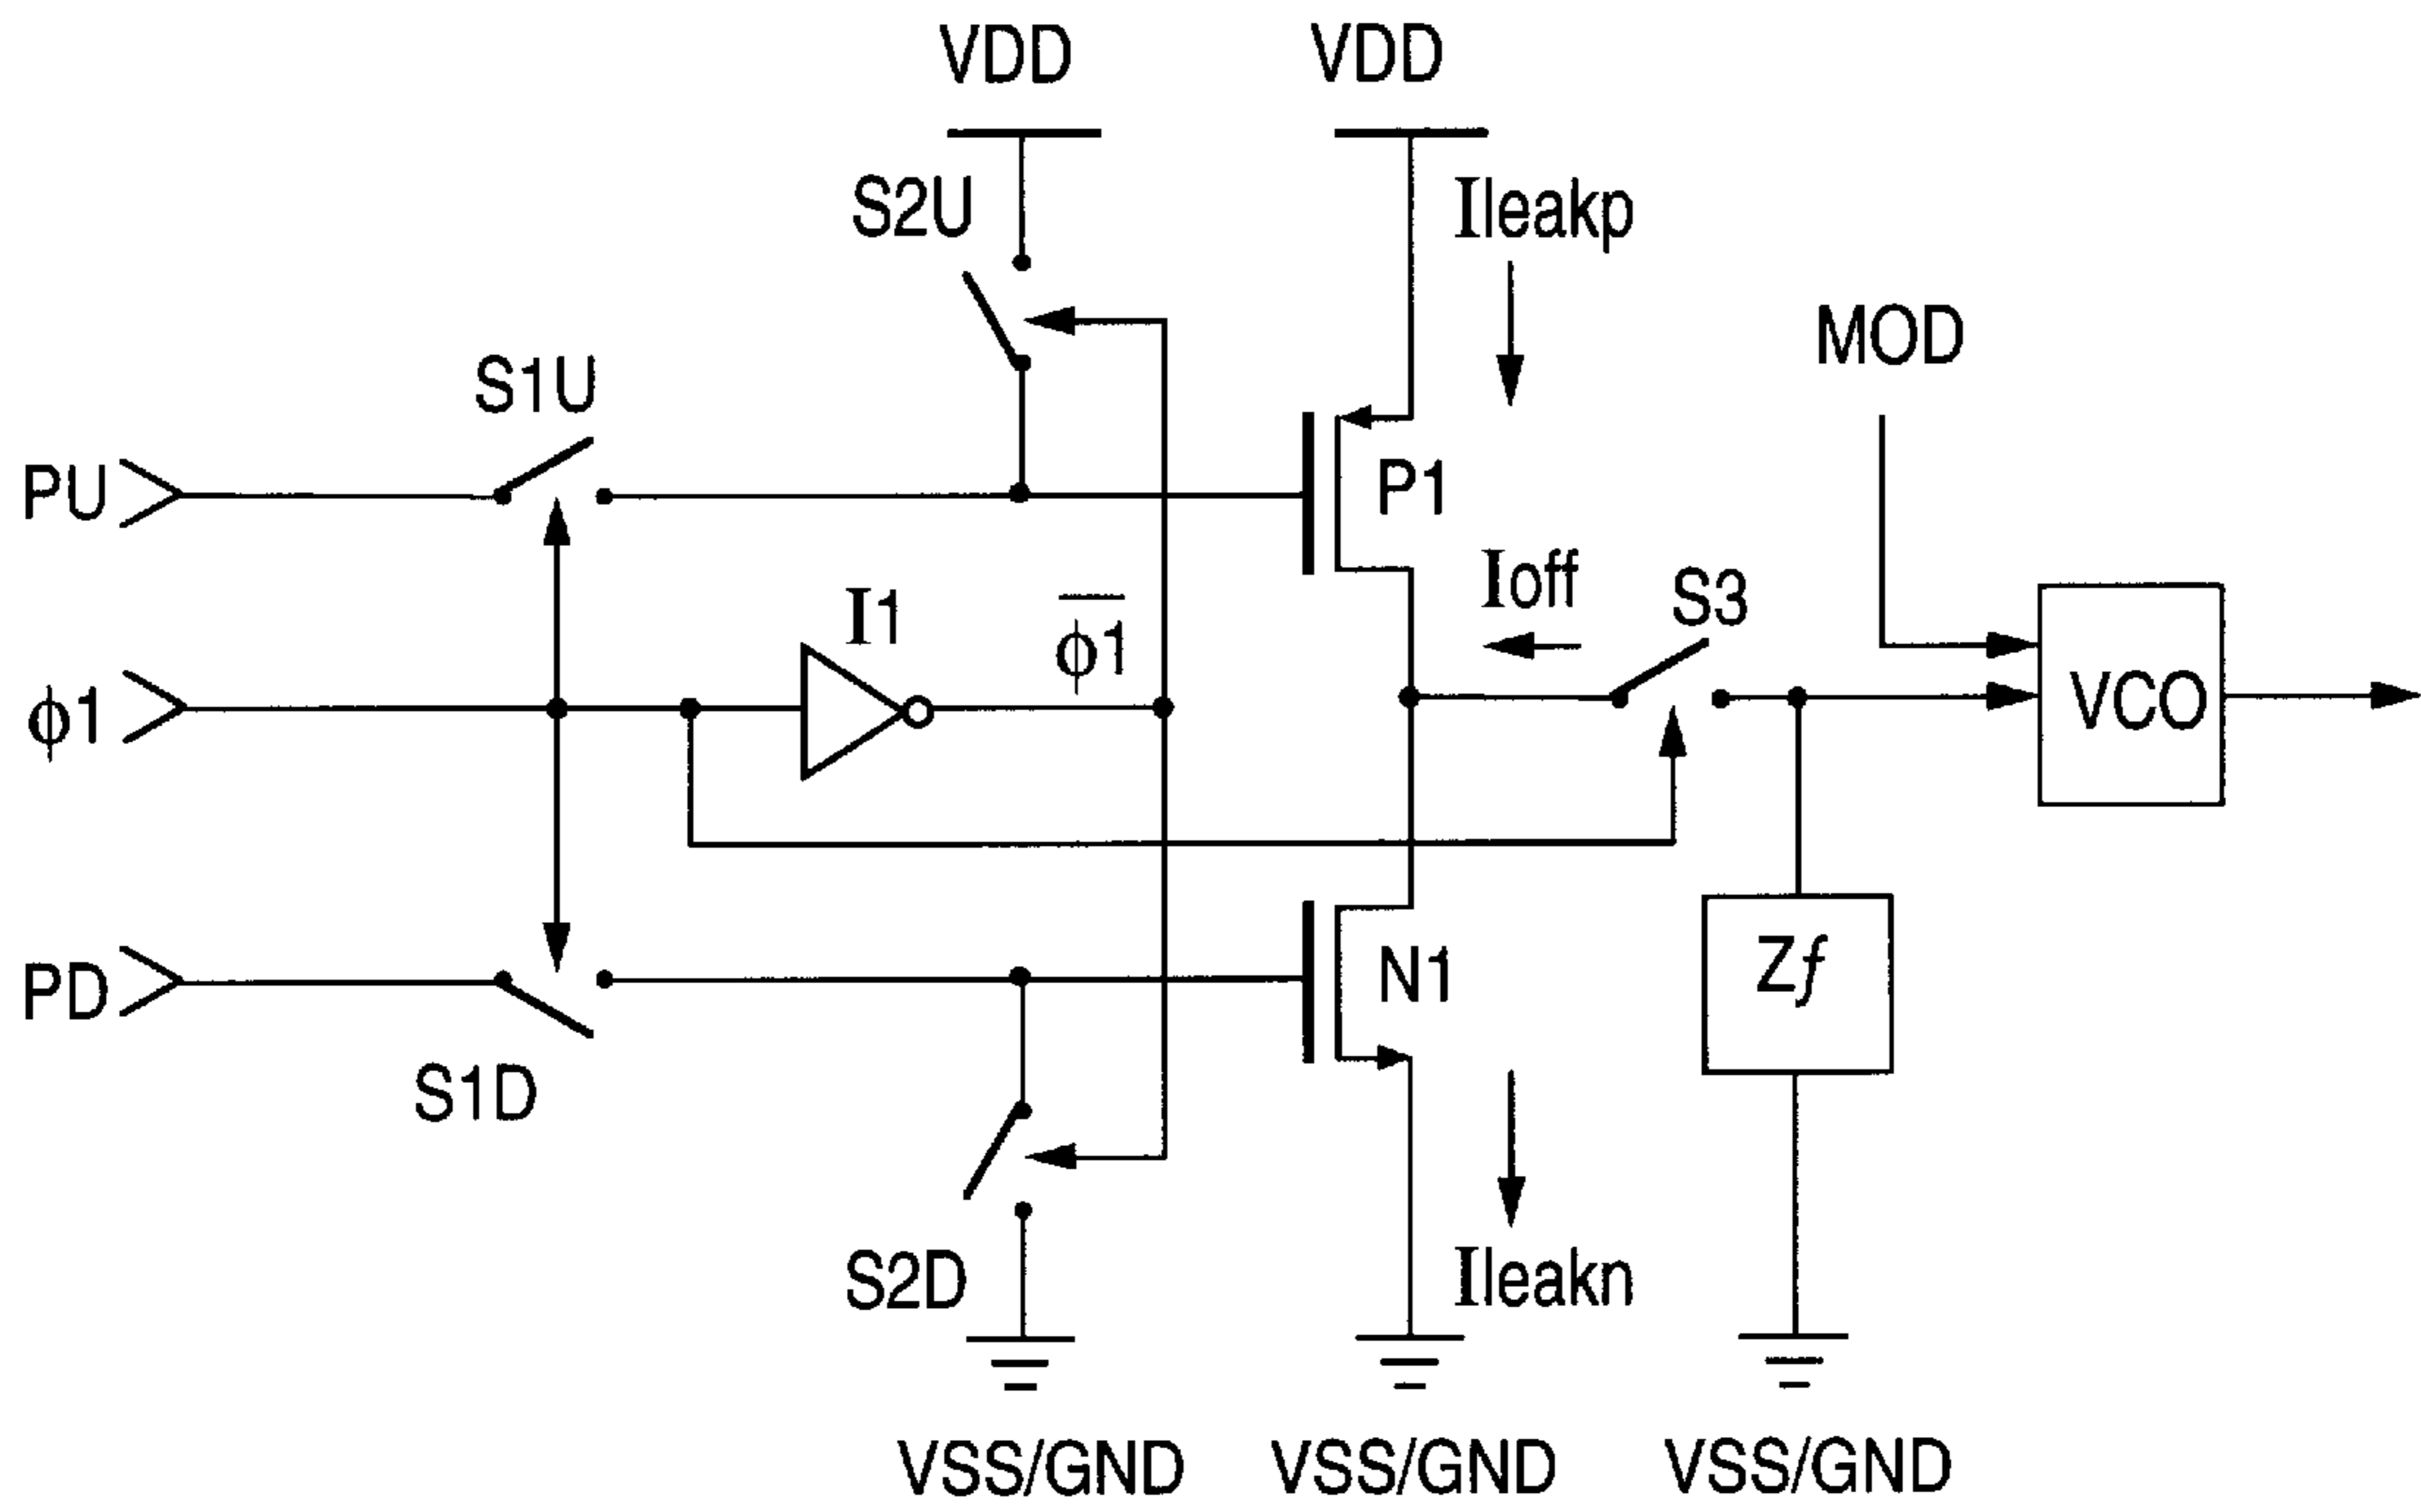 VDD
VDD
S2U
Ileakp
MOD
S1U
PU
P1
Ioff
S3
I1
φ1
φ1
VCO
PD
N1
Zf
S1D
S2D
Ileakn
VSS/GND
VSS/GND
VSS/GND